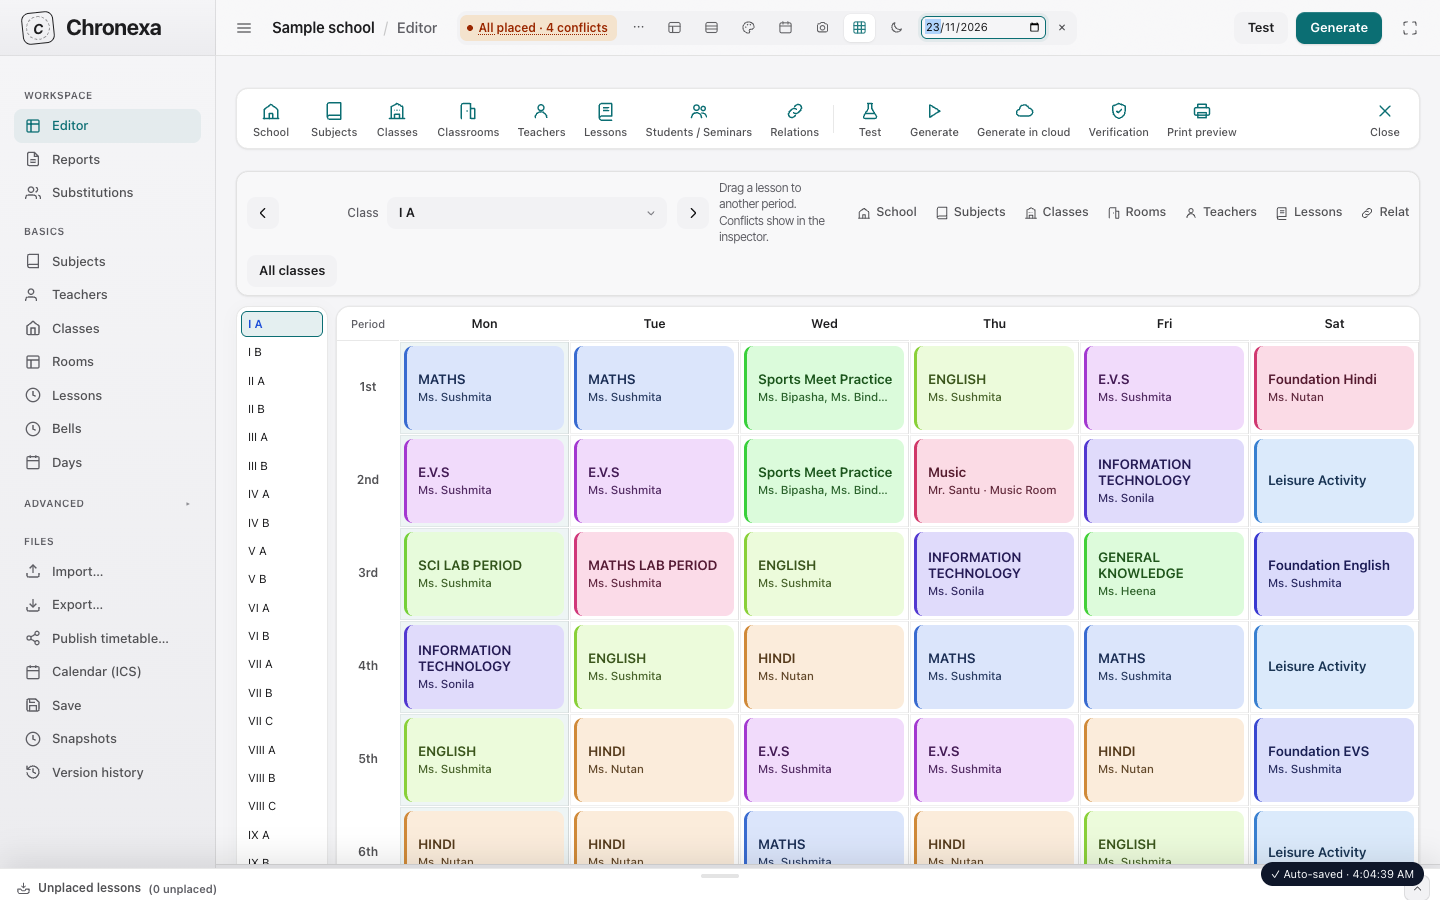 C Chronexa
Sample school / Editor
All placed · 4 conflicts
23/11/2026
Test
Generate
WORKSPACE
Editor
Reports
Substitutions
BASICS
Subjects
Teachers
Classes
Rooms
Lessons
Bells
Days
ADVANCED
FILES
Import...
Export...
Publish timetable...
Calendar (ICS)
Save
Snapshots
Version history
School
Subjects
Classes
Classrooms
Teachers
Lessons
Students / Seminars
Relations
Test
Generate
Generate in cloud
Verification
Print preview
Close
Class
I A
Drag a lesson to
another period.
Conflicts show in the
inspector.
School
Subjects
Classes
Rooms
Teachers
Lessons
Relat
All classes
I A
I B
II A
II B
III A
III B
IV A
IV B
V A
V B
VI A
VI B
VII A
VII B
VII C
VIII A
VIII B
VIII C
IX A
IX B
Period Mon Tue Wed Thu Fri Sat
1st
MATHS
Ms. Sushmita
MATHS
Ms. Sushmita
Sports Meet Practice
Ms. Bipasha, Ms. Bind...
ENGLISH
Ms. Sushmita
E.V.S
Ms. Sushmita
Foundation Hindi
Ms. Nutan
2nd
E.V.S
Ms. Sushmita
E.V.S
Ms. Sushmita
Sports Meet Practice
Ms. Bipasha, Ms. Bind...
Music
Mr. Santu · Music Room
INFORMATION
TECHNOLOGY
Ms. Sonila
Leisure Activity
3rd
SCI LAB PERIOD
Ms. Sushmita
MATHS LAB PERIOD
Ms. Sushmita
ENGLISH
Ms. Sushmita
INFORMATION
TECHNOLOGY
Ms. Sonila
GENERAL
KNOWLEDGE
Ms. Heena
Foundation English
Ms. Sushmita
4th
INFORMATION
TECHNOLOGY
Ms. Sonila
ENGLISH
Ms. Sushmita
HINDI
Ms. Nutan
MATHS
Ms. Sushmita
MATHS
Ms. Sushmita
Leisure Activity
5th
ENGLISH
Ms. Sushmita
HINDI
Ms. Nutan
E.V.S
Ms. Sushmita
E.V.S
Ms. Sushmita
HINDI
Ms. Nutan
Foundation EVS
Ms. Sushmita
6th
HINDI
Ms. Nutan
HINDI
Ms. Nutan
MATHS
Ms. Sushmita
HINDI
Ms. Nutan
ENGLISH
Ms. Sushmita
Leisure Activity
Unplaced lessons (0 unplaced)
✓ Auto-saved · 4:04:39 AM